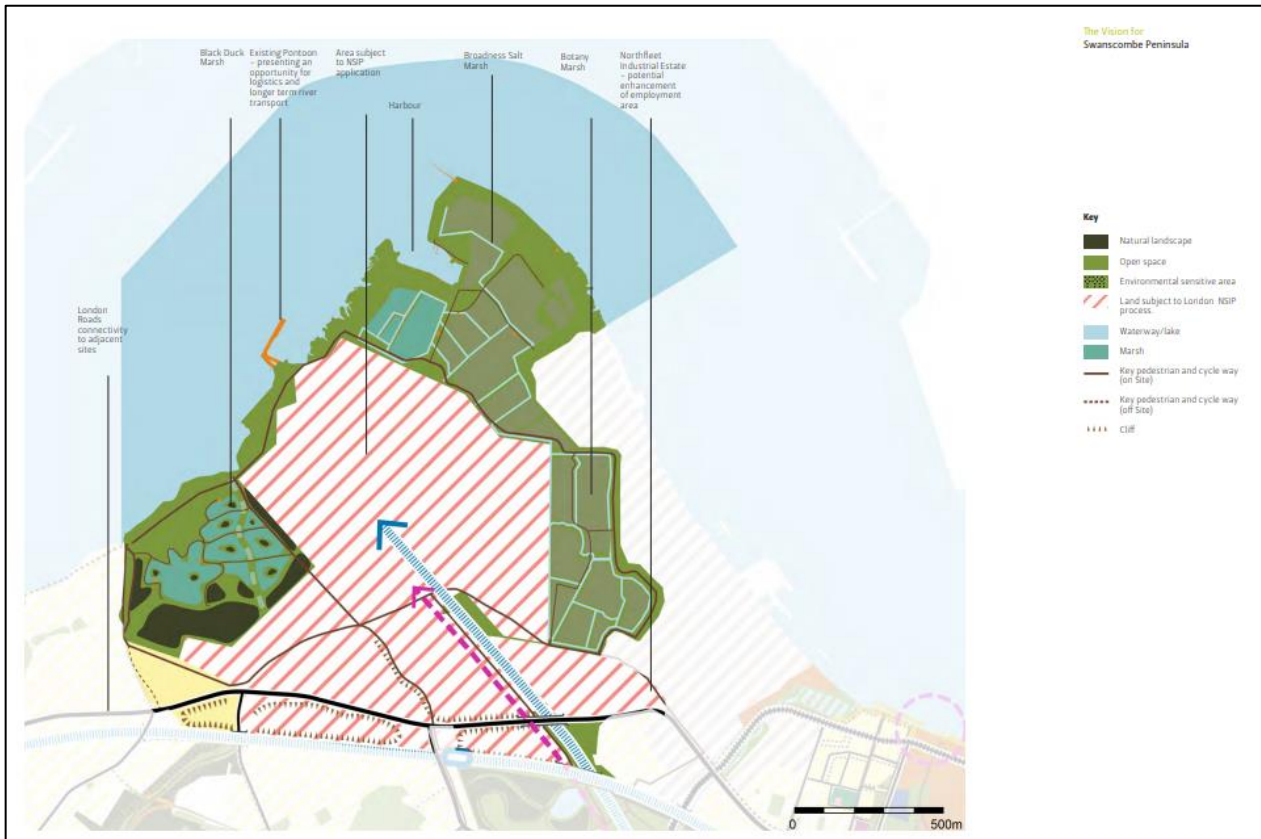 The Vision for
Swanscombe Peninsula
Black Duck
Marsh
Existing Pontoon
– presenting an
opportunity for
logistics and
longer term river
transport
Area subject
to NSIP
application
Harbour
Broadness Salt
Marsh
Botany
Marsh
Northfleet
Industrial Estate
– potential
enhancement
of employment
area
London
Roads
connectivity
to adjacent
sites
Key
Natural landscape
Open space
Environmental sensitive area
Land subject to London NSIP
process
Waterway/lake
Marsh
Key pedestrian and cycle way
(on Site)
Key pedestrian and cycle way
(off Site)
Cliff
0
500m